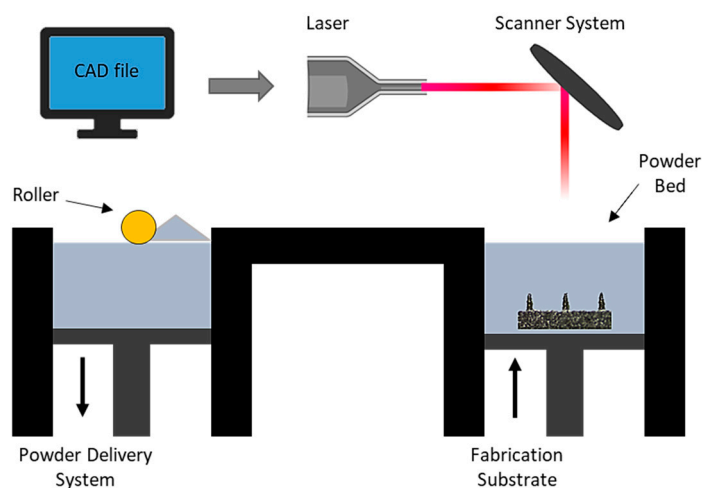 Laser
Scanner System
CAD file
Powder
Bed
Roller
Powder Delivery
System
Fabrication
Substrate